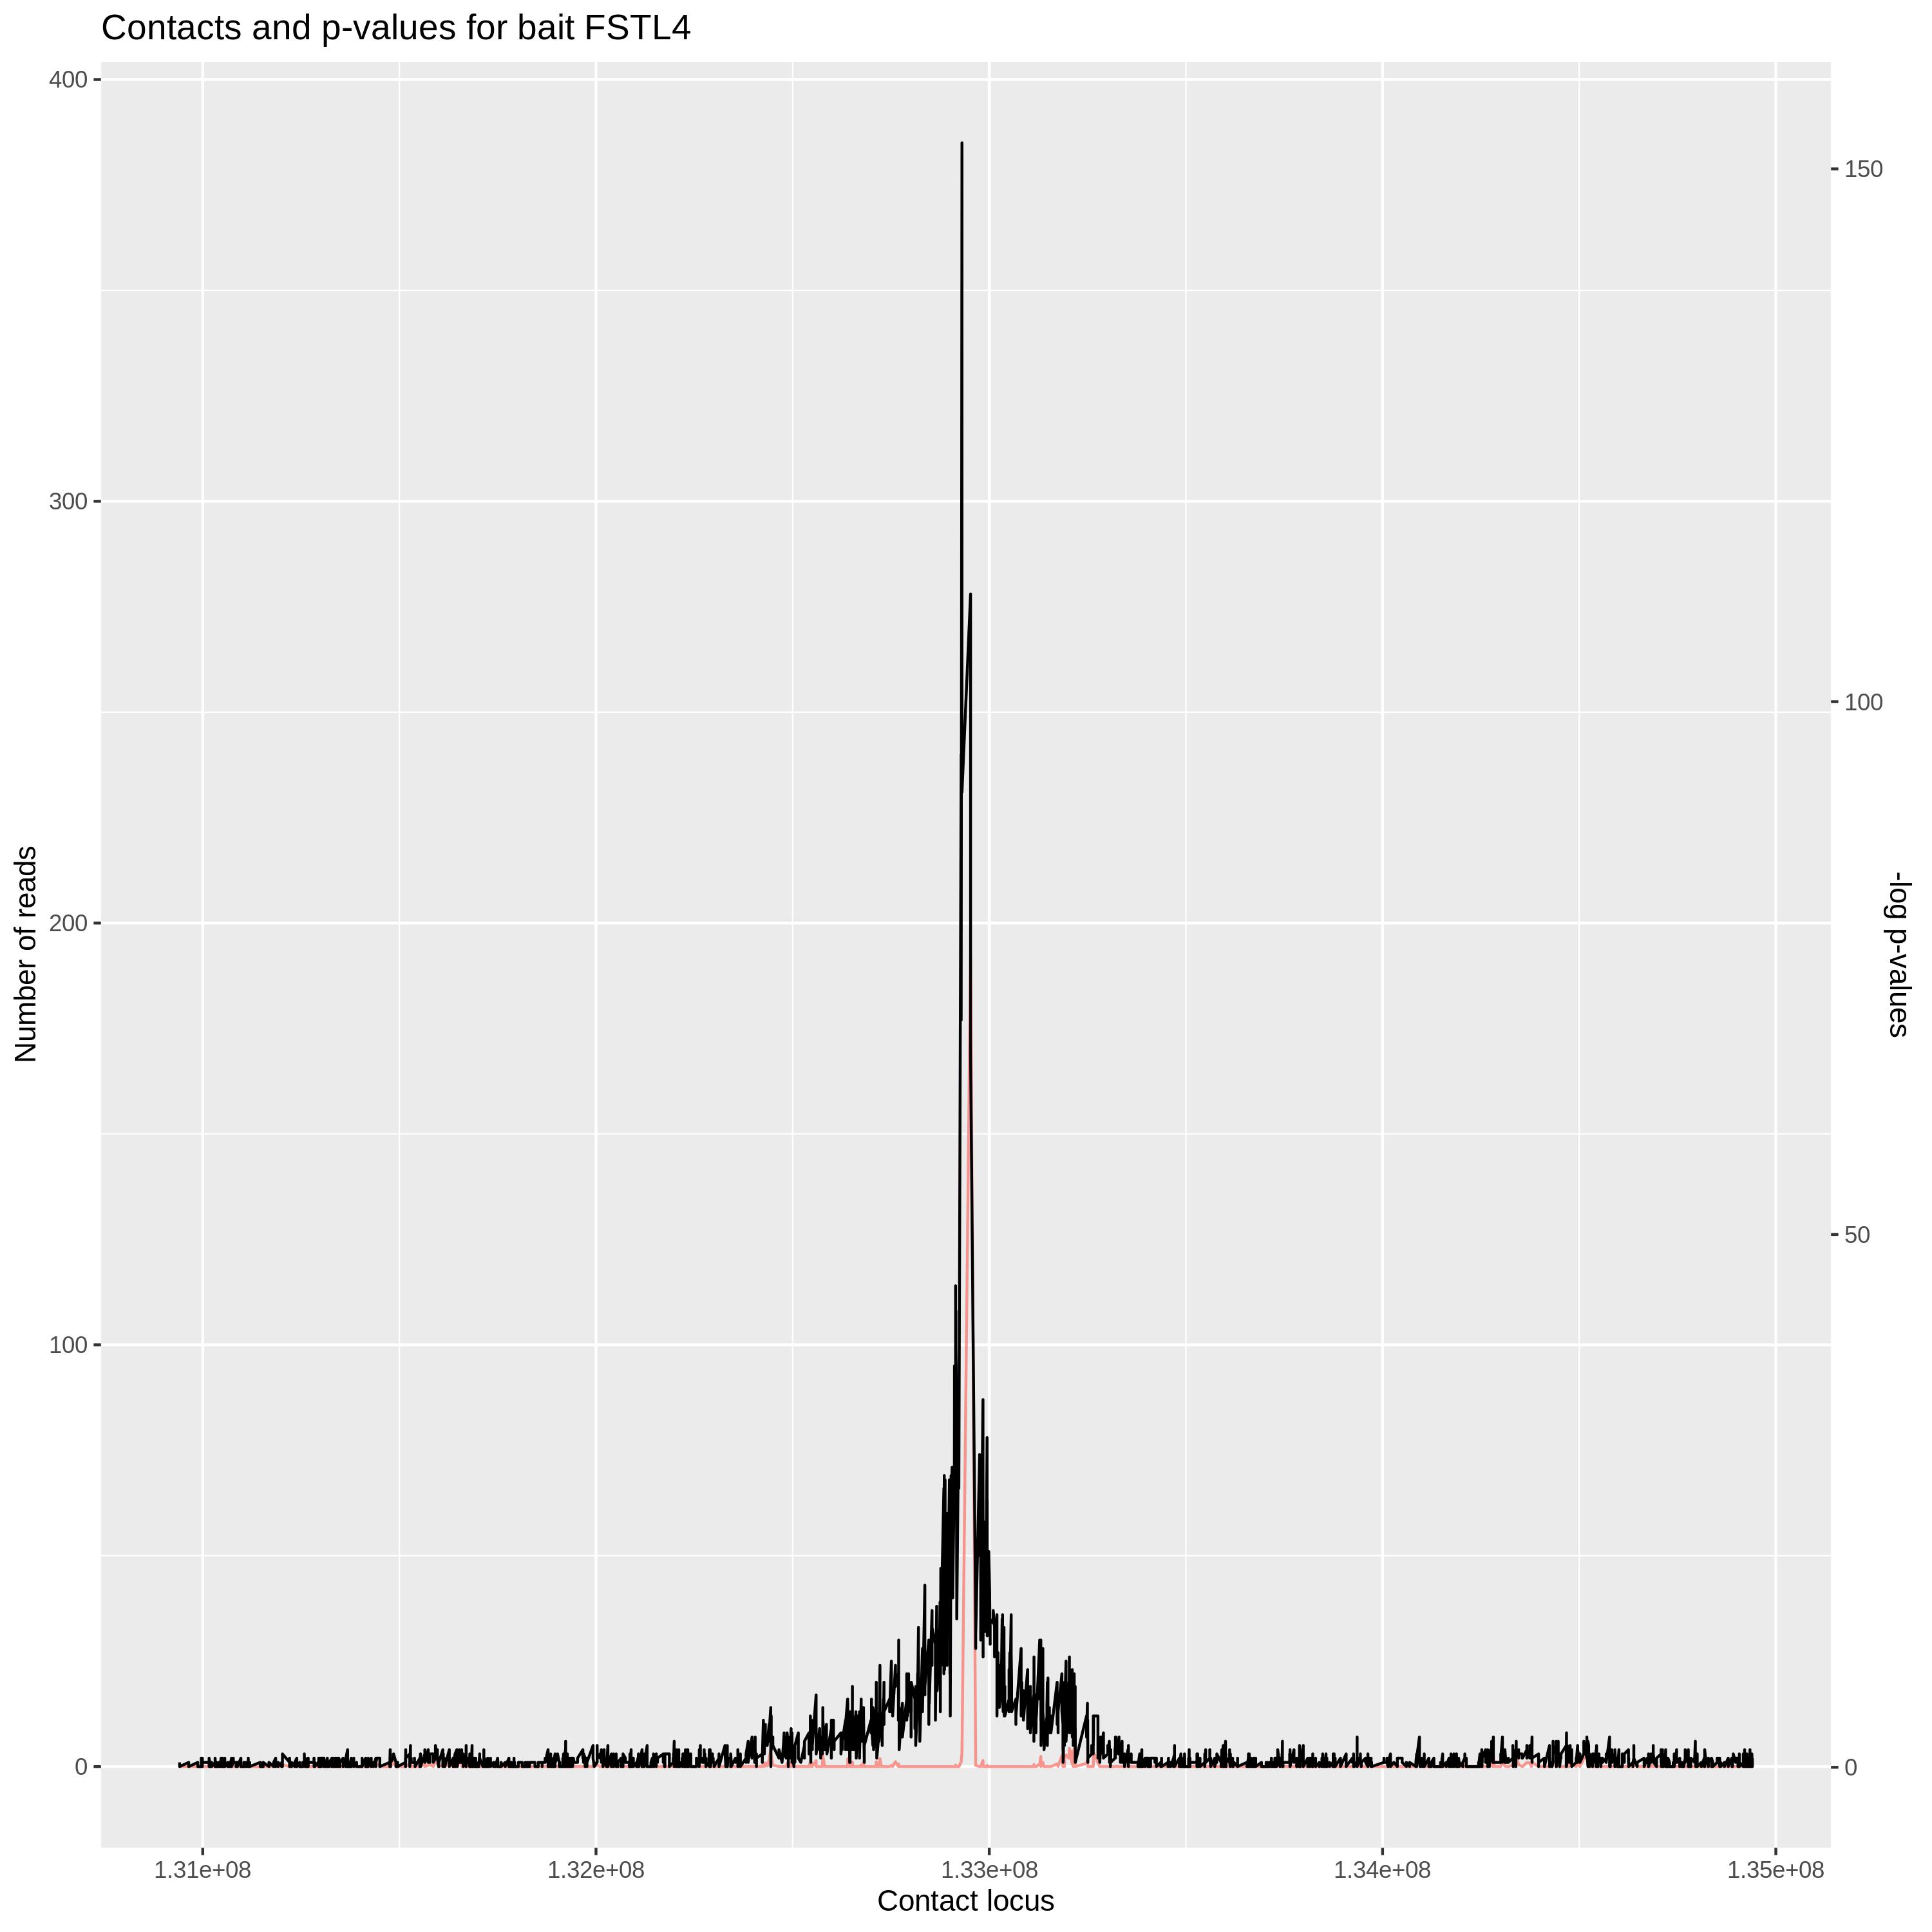 Contacts and p-values for bait FSTL4
400
300
200
100
0
Number of reads
150
100
50
0
-log p-values
1.31e+08
1.32e+08
1.33e+08
1.34e+08
1.35e+08
Contact locus